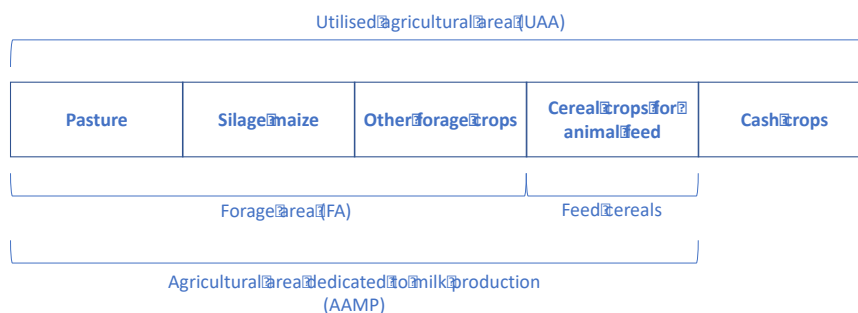 Utilised agricultural area (UAA)
Pasture
Silage maize
Other forage crops
Cereal crops for
animal feed
Cash crops
Forage area (FA)
Feed cereals
Agricultural area dedicated to milk production
(AAMP)